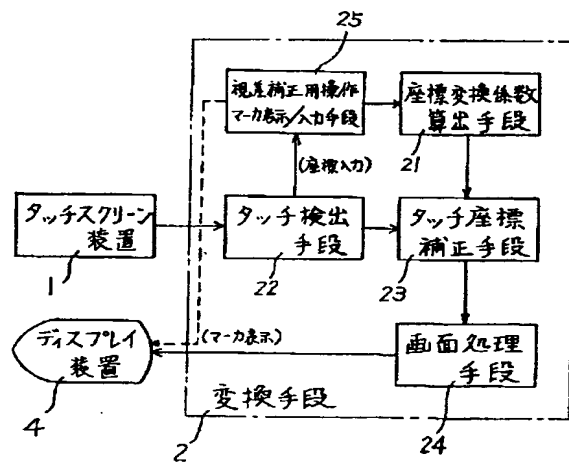 25
視差補正用操作
マーカ表示/入力手段
座標変換係数
算出手段
21
(座標入力)
タッチスクリーン
装置
1
タッチ検出
手段
22
タッチ座標
補正手段
23
ディスプレイ
装置
4
(マーカ表示)
画面処理
手段
24
変換手段
2